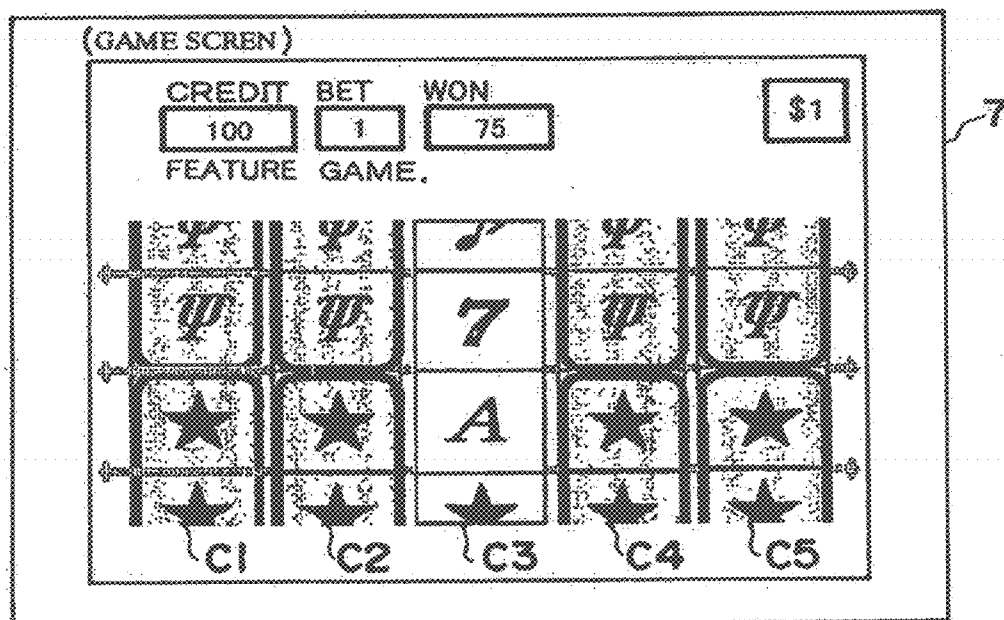 (GAME SCREN)
CREDIT BET WON
100 1 75 $1
FEATURE GAME.
7
7
A
C1 C2 C3 C4 C5